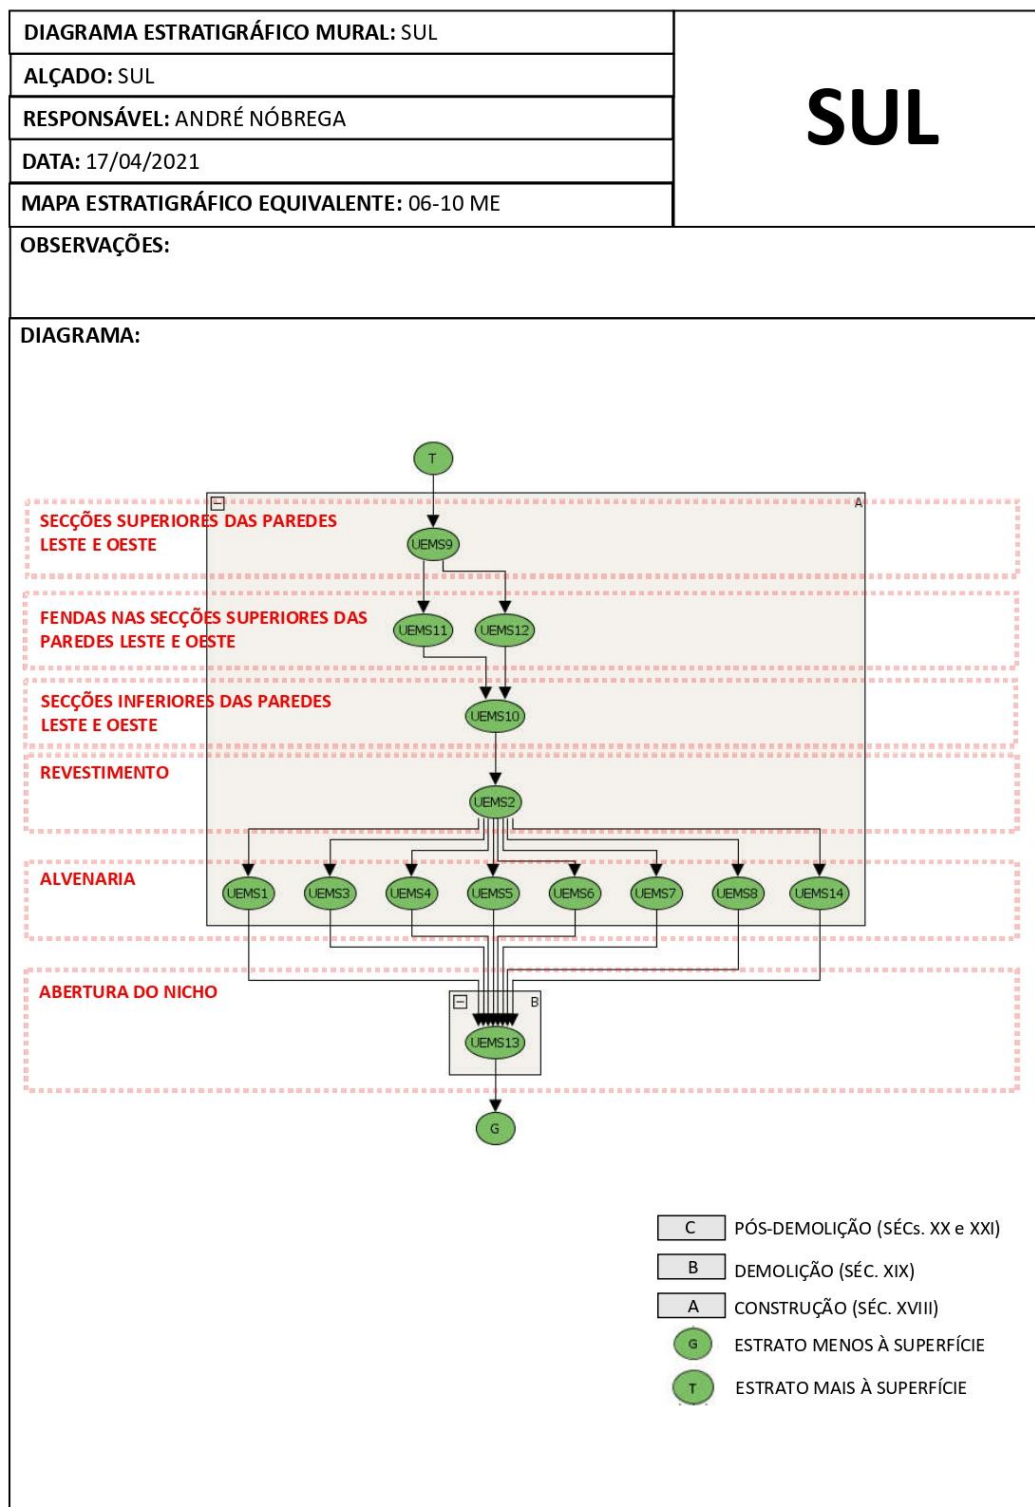 DIAGRAMA ESTRATIGRÁFICO MURAL: SUL
ALÇADO: SUL
RESPONSÁVEL: ANDRÉ NÓBREGA
DATA: 17/04/2021
MAPA ESTRATIGRÁFICO EQUIVALENTE: 06-10 ME
SUL
OBSERVAÇÕES:
DIAGRAMA:
T
A
SECÇÕES SUPERIORES DAS PAREDES
LESTE E OESTE
UEMS9
FENDAS NAS SECÇÕES SUPERIORES DAS
PAREDES LESTE E OESTE
UEMS11 UEMS12
SECÇÕES INFERIORES DAS PAREDES
LESTE E OESTE
UEMS10
REVESTIMENTO
UEMS2
ALVENARIA
UEMS1 UEMS3 UEMS4 UEMS5 UEMS6 UEMS7 UEMS8 UEMS14
ABERTURA DO NICHO
B
UEMS13
G
C PÓS-DEMOLIÇÃO (SÉCs. XX e XXI)
B DEMOLIÇÃO (SÉC. XIX)
A CONSTRUÇÃO (SÉC. XVIII)
G ESTRATO MENOS À SUPERFÍCIE
T ESTRATO MAIS À SUPERFÍCIE